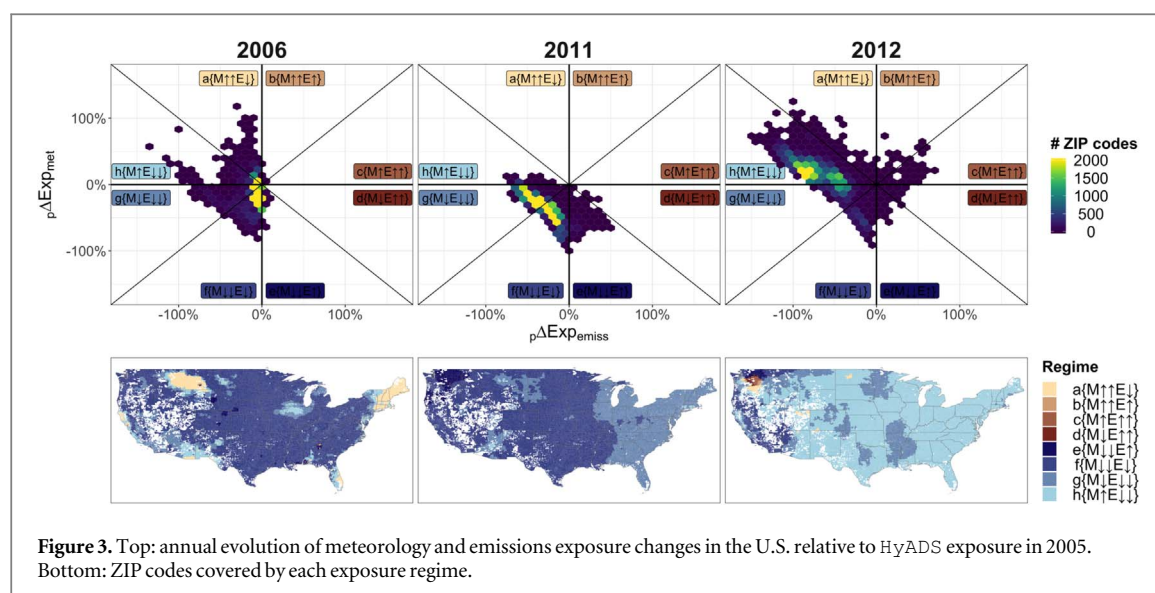 2006 2011 2012
a{M↑↑E↓} b{M↑↑E↑} a{M↑↑E↓} b{M↑↑E↑} a{M↑↑E↓} b{M↑↑E↑}
100%
h{M↑E↓↓} c{M↑E↑↑} h{M↑E↓↓} c{M↑E↑↑} h{M↑E↓↓} c{M↑E↑↑}
0%
g{M↓E↓↓} d{M↓E↑↑} g{M↓E↓↓} d{M↓E↑↑} g{M↓E↓↓} d{M↓E↑↑}
-100%
f{M↓↓E↓} e{M↓↓E↑} f{M↓↓E↓} e{M↓↓E↑} f{M↓↓E↓} e{M↓↓E↑}
-100% 0% 100% -100% 0% 100% -100% 0% 100%
pΔExpmet
pΔExpemiss
# ZIP codes
2000
1500
1000
500
0
Regime
a{M↑↑E↓}
b{M↑↑E↑}
c{M↑E↑↑}
d{M↓E↑↑}
e{M↓↓E↑}
f{M↓↓E↓}
g{M↓E↓↓}
h{M↑E↓↓}
Figure 3. Top: annual evolution of meteorology and emissions exposure changes in the U.S. relative to HyADS exposure in 2005.
Bottom: ZIP codes covered by each exposure regime.